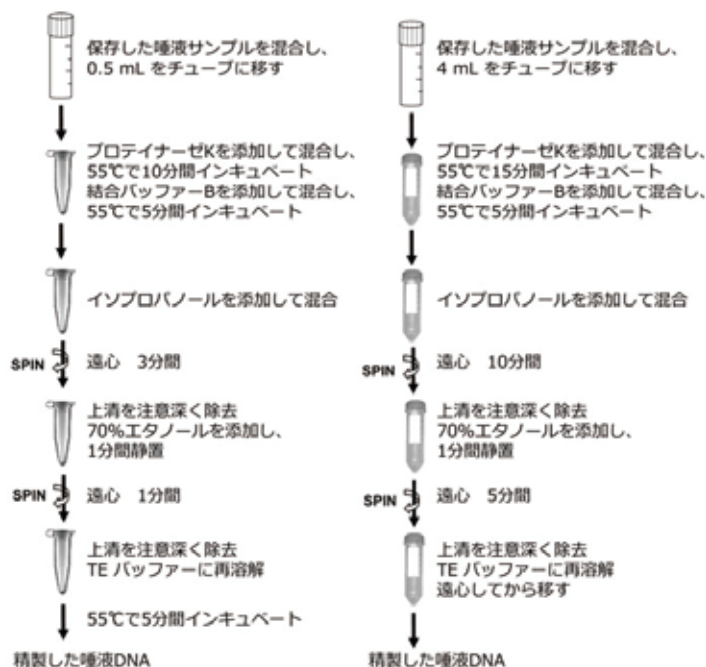 保存した唾液サンプルを混合し、
0.5 mL をチューブに移す
プロテイナーゼKを添加して混合し、
55℃で10分間インキュベート
結合バッファーBを添加して混合し、
55℃で5分間インキュベート
イソプロパノールを添加して混合
SPIN 遠心 3分間
上清を注意深く除去
70%エタノールを添加し、
1分間静置
SPIN 遠心 1分間
上清を注意深く除去
TE バッファーに再溶解
55℃で5分間インキュベート
精製した唾液DNA
保存した唾液サンプルを混合し、
4 mL をチューブに移す
プロテイナーゼKを添加して混合し、
55℃で15分間インキュベート
結合バッファーBを添加して混合し、
55℃で5分間インキュベート
イソプロパノールを添加して混合
SPIN 遠心 10分間
上清を注意深く除去
70%エタノールを添加し、
1分間静置
SPIN 遠心 5分間
上清を注意深く除去
TE バッファーに再溶解
遠心してから移す
精製した唾液DNA